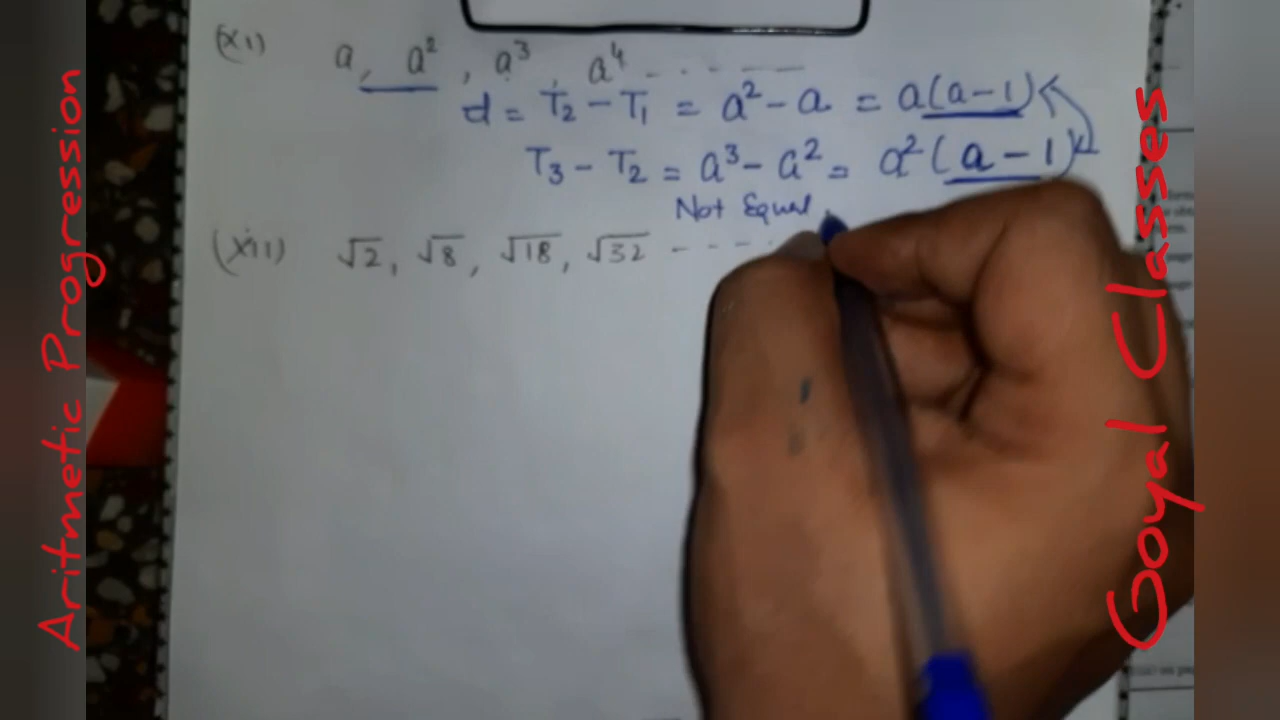 Aritmetic Progression
(xi) a, a², a³, a⁴ - - - - - -
d = T₂ - T₁ = a² - a = a(a-1)
T₃ - T₂ = a³ - a² = a²(a-1)
Not Equal
(xii) √2, √8, √18, √32 - - - -
Goyal Classes